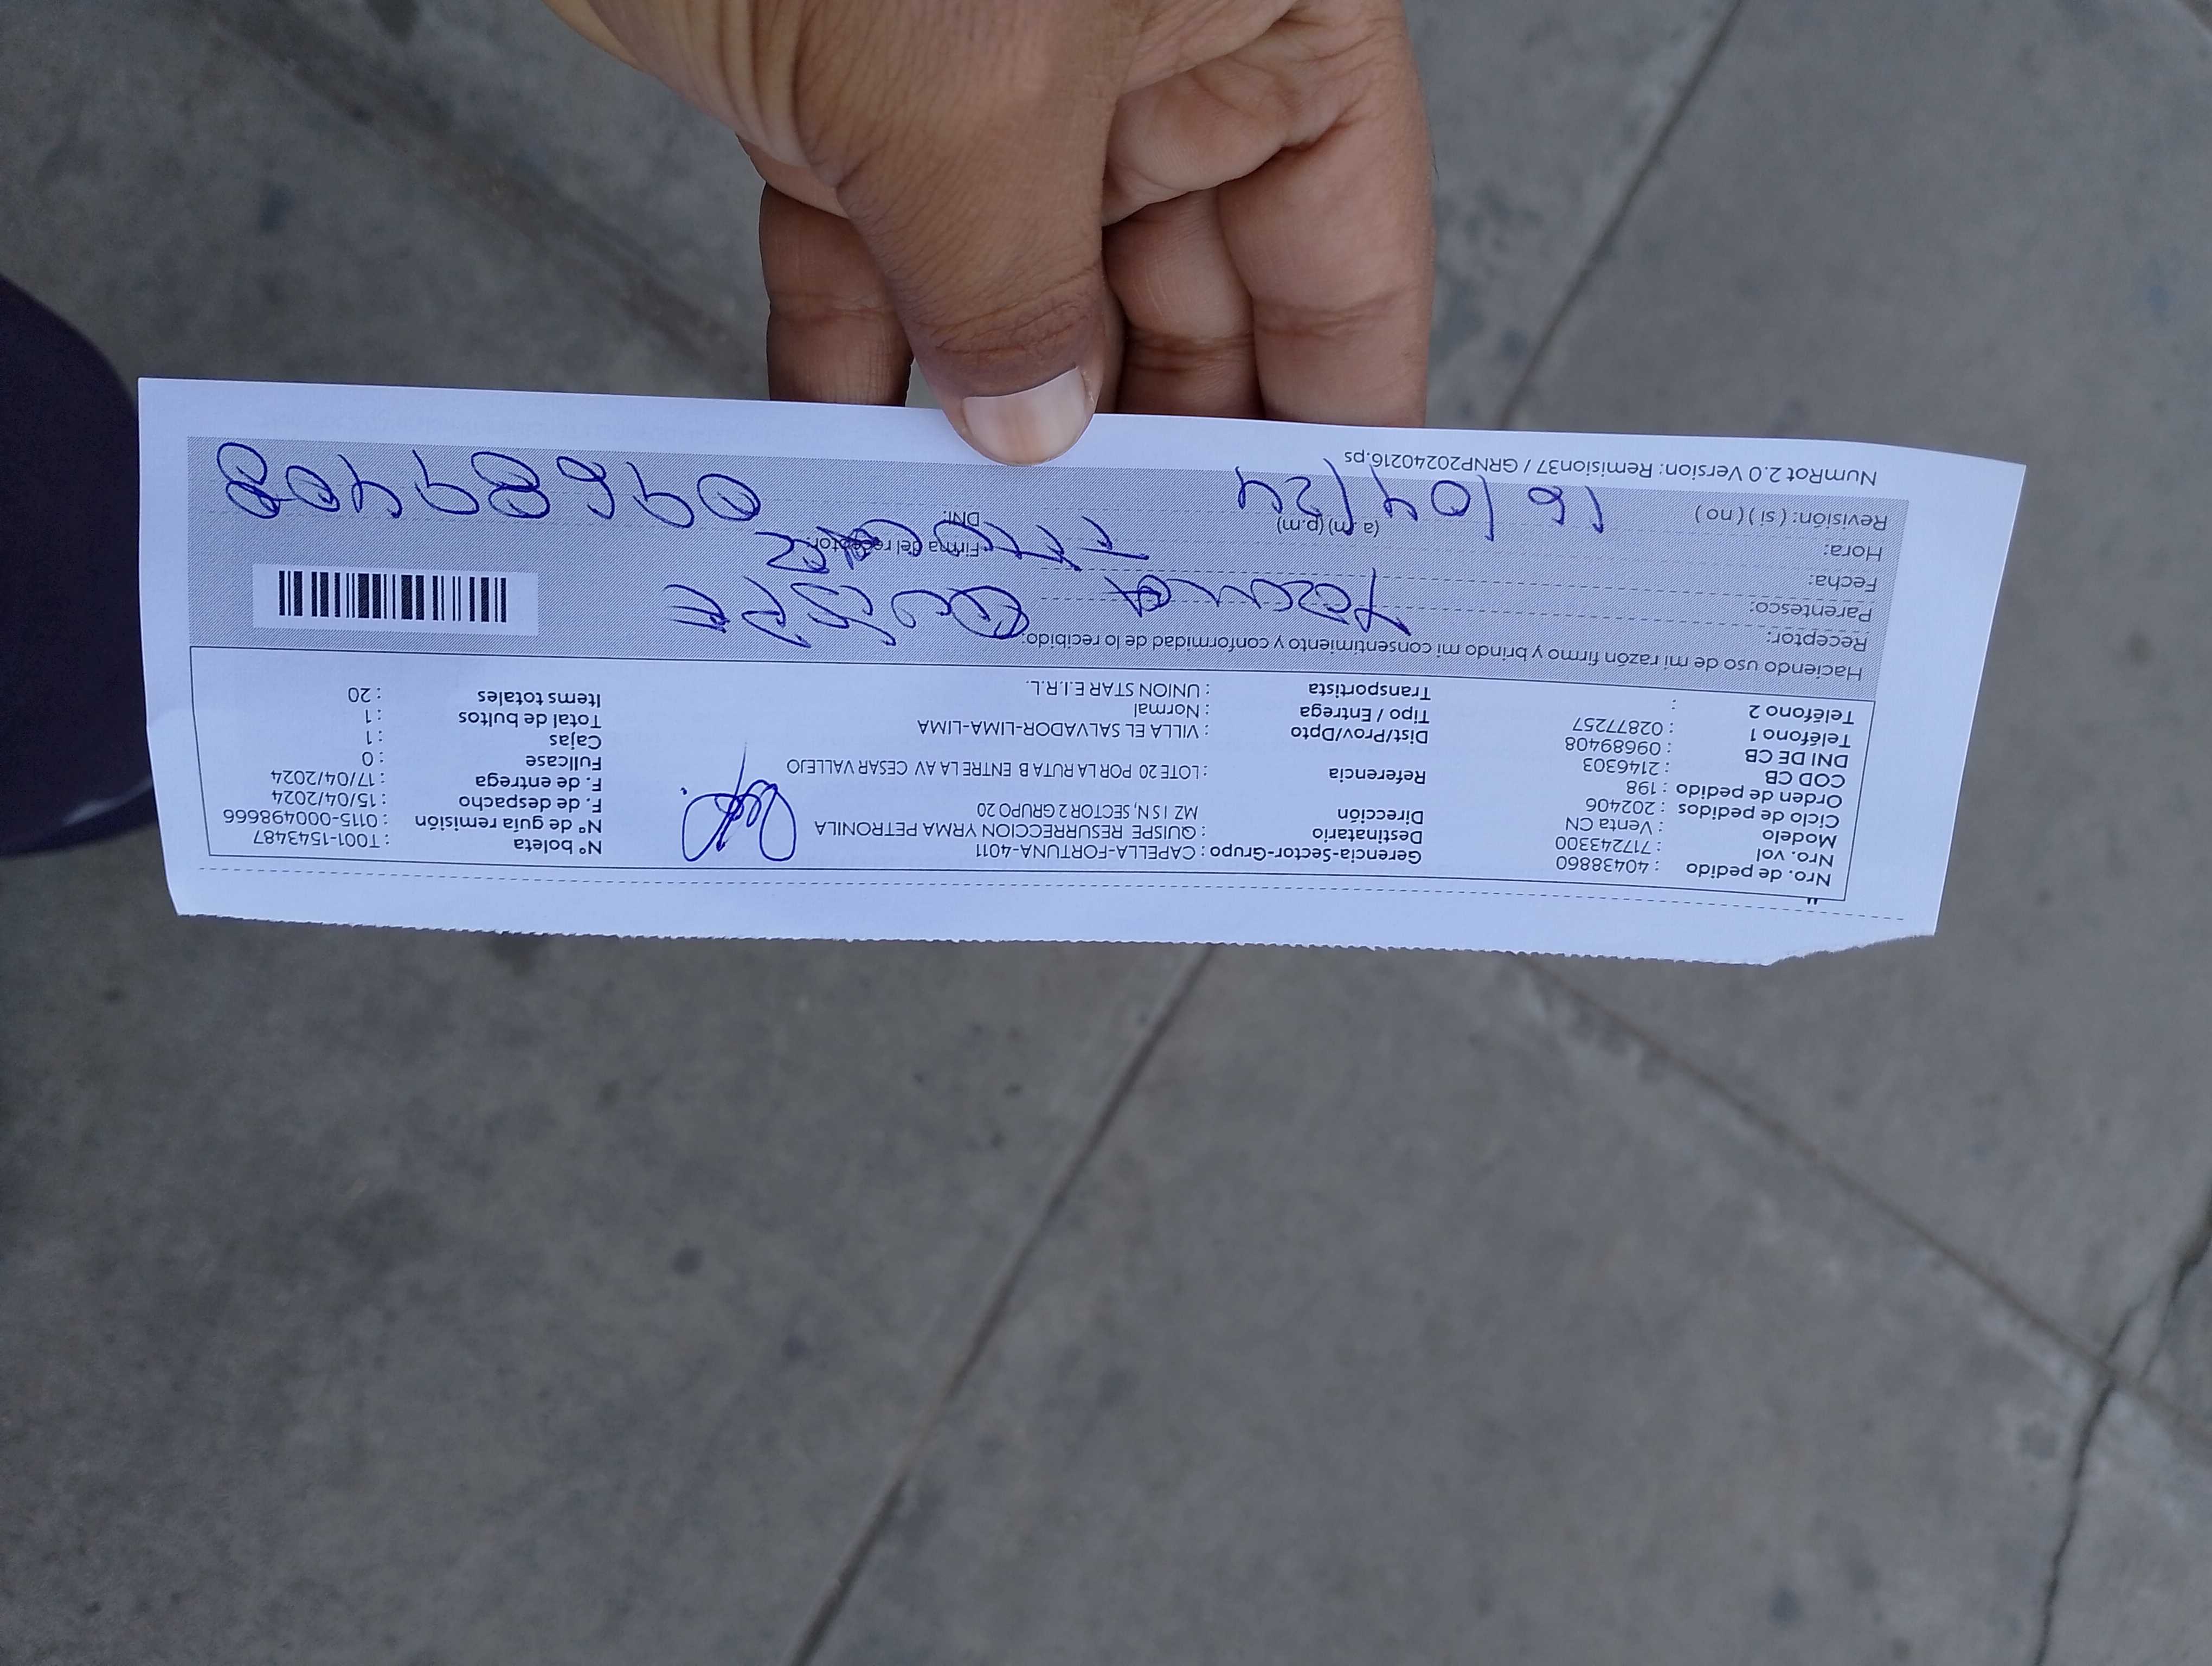 Nro. de pedido : 40438860
Nro. vol : 717243300
Modelo : Venta CN
Ciclo de pedidos : 202406
Orden de pedido : 198
COD CB : 2146303
DNI DE CB : 09689408
Teléfono 1 : 02877257
Teléfono 2 :
Gerencia-Sector-Grupo : CAPELLA-FORTUNA-4011
Destinatario : QUISPE RESURRECCION YRMA PETRONILA
Dirección MZ I SN, SECTOR 2 GRUPO 20
Referencia : LOTE 20 POR LA RUTA B ENTRE LA AV CESAR VALLEJO
Dist/Prov/Dpto : VILLA EL SALVADOR-LIMA-LIMA
Tipo / Entrega : Normal
Transportista : UNION STAR E.I.R.L.
Nº boleta : T001-1543487
Nº de guía remisión : 0115-000498666
F. de despacho : 15/04/2024
F. de entrega : 17/04/2024
Fullcase : 0
Cajas : 1
Total de bultos : 1
Items totales : 20
Haciendo uso de mi razón firmo y brindo mi consentimiento y conformidad de lo recibido:
Receptor: QUISPE
Parentesco:
Fecha:
Hora: (a.m) (p.m)
Firma del receptor:
Revisión: ( si ) ( no ) 16/04/24
DNI: 09689408
NumRot 2.0 Version: Remision37 / GRNP20240216.ps